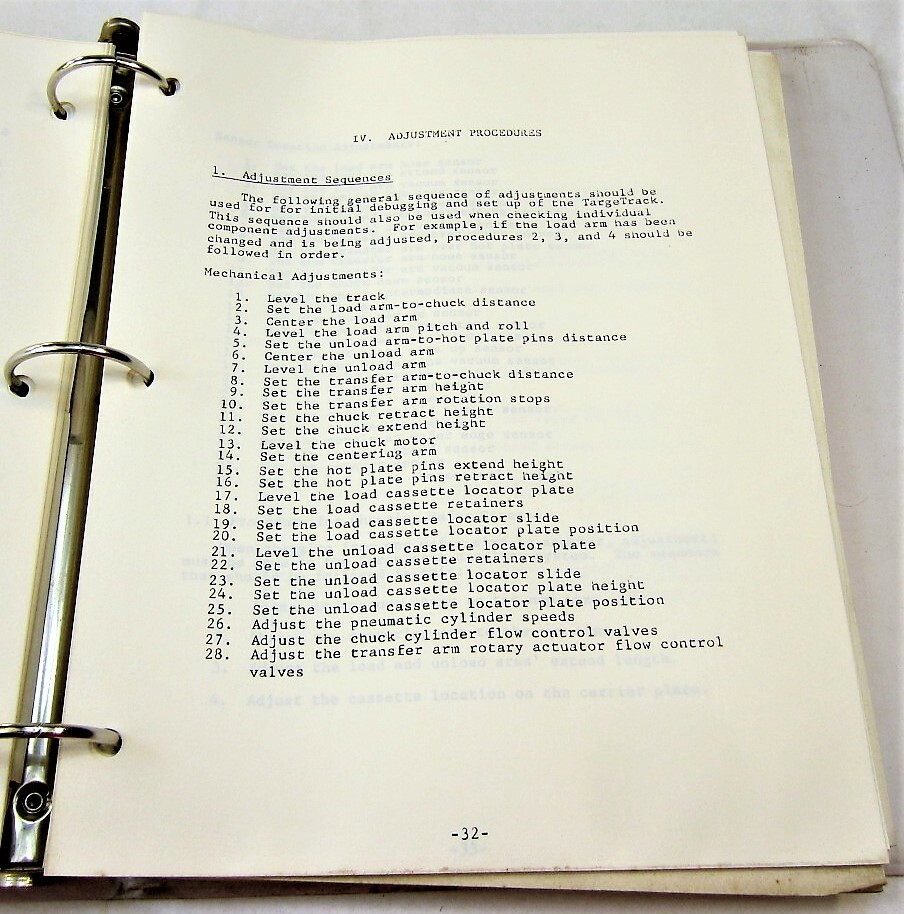 IV. ADJUSTMENT PROCEDURES
1. Adjustment Sequences
The following general sequence of adjustments should be
used for for initial debugging and set up of the TargeTrack.
This sequence should also be used when checking individual
component adjustments. For example, if the load arm has been
changed and is being adjusted, procedures 2, 3, and 4 should be
followed in order.
Mechanical Adjustments:
1. Level the track
2. Set the load arm-to-chuck distance
3. Center the load arm
4. Level the load arm pitch and roll
5. Set the unload arm-to-hot plate pins distance
6. Center the unload arm
7. Level the unload arm
8. Set the transfer arm-to-chuck distance
9. Set the transfer arm height
10. Set the transfer arm rotation stops
11. Set the chuck retract height
12. Set the chuck extend height
13. Level the chuck motor
14. Set the centering arm
15. Set the hot plate pins extend height
16. Set the hot plate pins retract height
17. Level the load cassette locator plate
18. Set the load cassette retainers
19. Set the load cassette locator slide
20. Set the load cassette locator plate position
21. Level the unload cassette locator plate
22. Set the unload cassette retainers
23. Set the unload cassette locator slide
24. Set the unload cassette locator plate height
25. Set the unload cassette locator plate position
26. Adjust the pneumatic cylinder speeds
27. Adjust the chuck cylinder flow control valves
28. Adjust the transfer arm rotary actuator flow control
valves
-32-